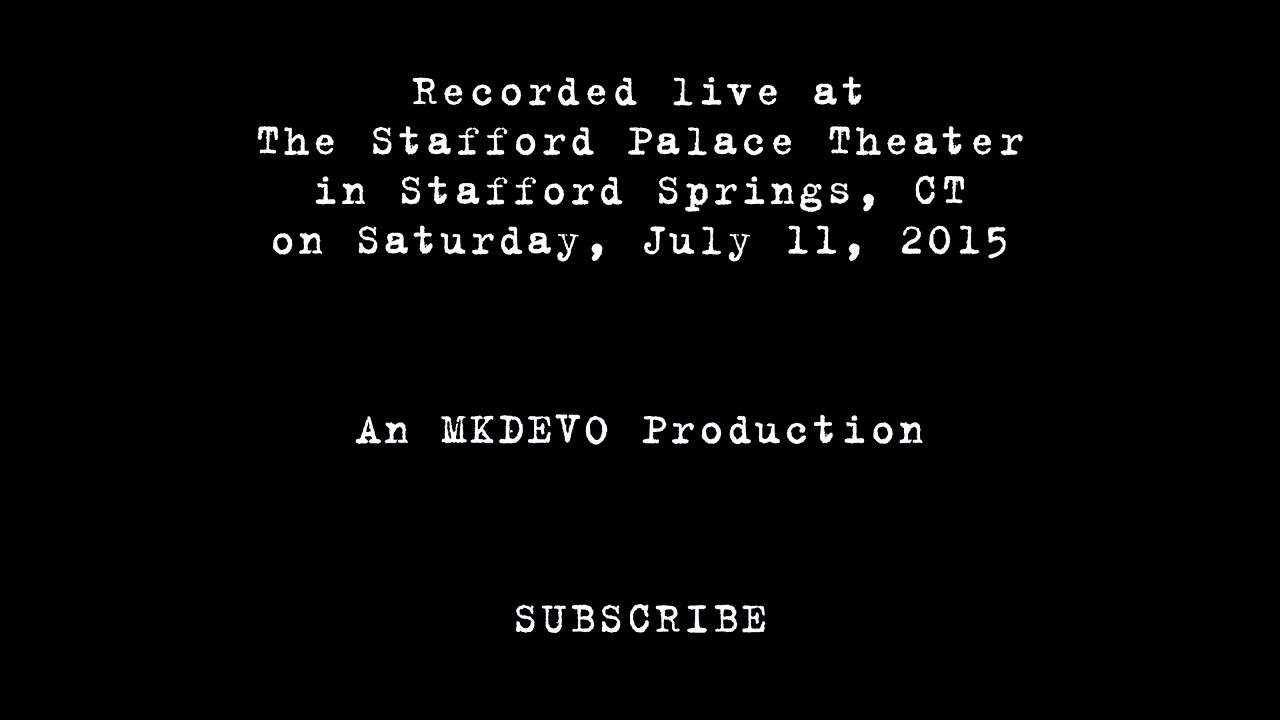 Recorded live at
The Stafford Palace Theater
in Stafford Springs, CT
on Saturday, July 11, 2015
An MKDEVO Production
SUBSCRIBE